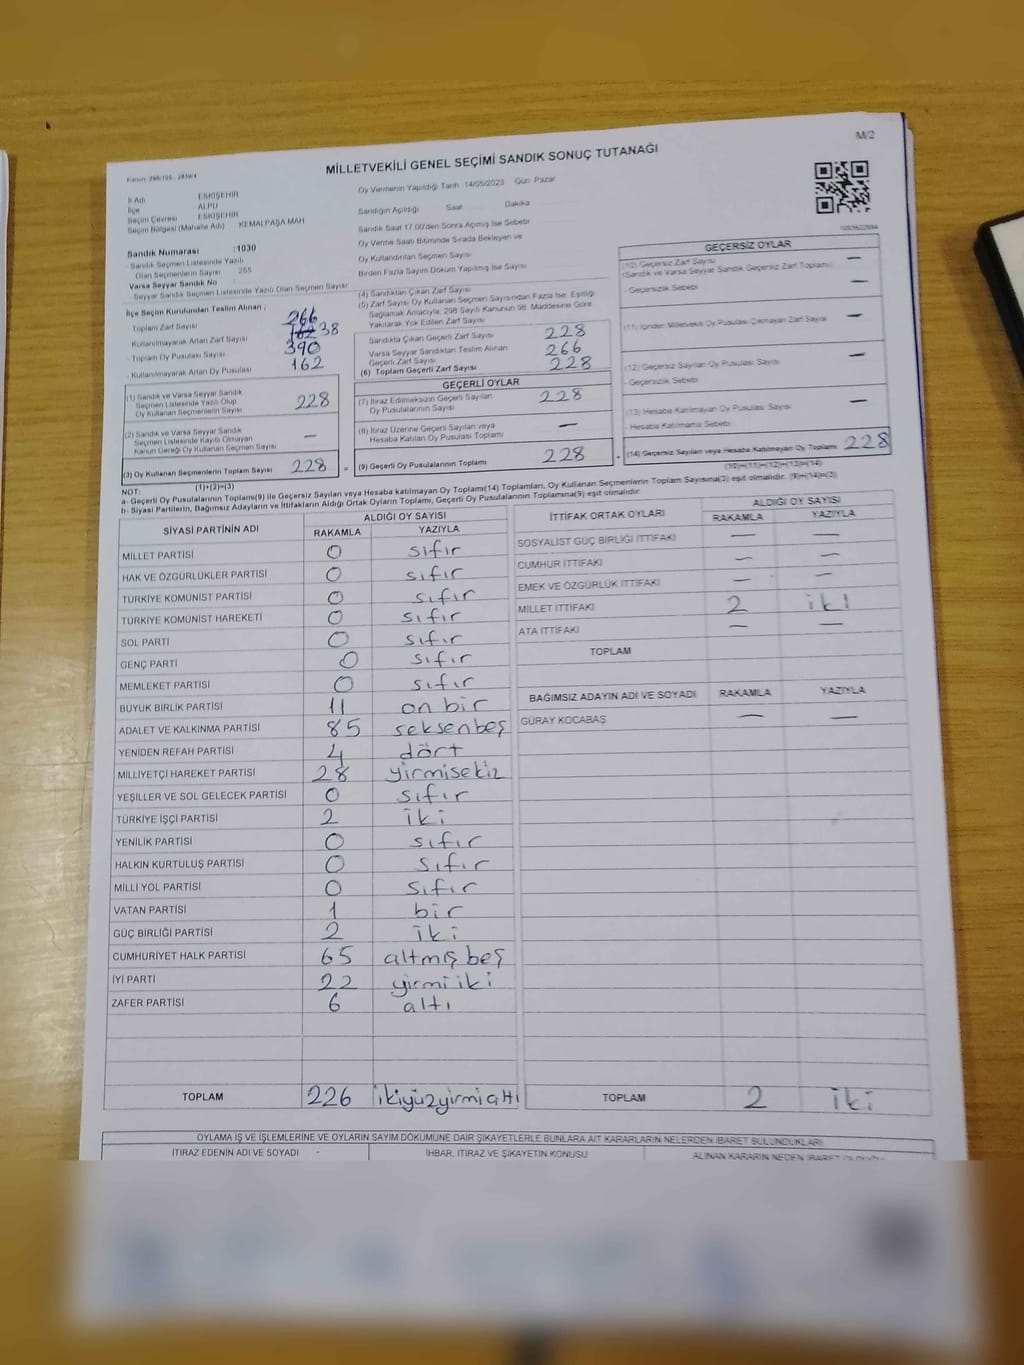 M/2
MİLLETVEKİLİ GENEL SEÇİMİ SANDIK SONUÇ TUTANAĞI
İl Adı ESKİŞEHİR
İlçe ALPU
Seçim Çevresi ESKİŞEHİR
Seçim Bölgesi (Mahalle Adı) KEMALPAŞA MAH
Oy Vermenin Yapıldığı Tarih 14/05/2023 Gün Pazar
Sandığın Açıldığı Saat Dakika
Sandık Saat 17.00'den Sonra Açmış İse Sebebi
Oy Verme Saati Bitiminde Sırada Bekleyen ve
Oy Kullandırılan Seçmen Sayısı
Birden Fazla Sayım Döküm Yapılmış İse Sayısı
Sandık Numarası :1030
Sandık Seçmen Listesinde Yazılı
Olan Seçmenlerin Sayısı
Varsa Seyyar Sandık No :
Seyyar Sandık Seçmen Listesinde Yazılı Olan Seçmen Sayısı
İlçe Seçim Kurulundan Teslim Alınan ;
Toplam Zarf Sayısı 266
Kullanılmayarak Artan Zarf Sayısı 162 38
Toplam Oy Pusulası Sayısı 390
Kullanılmayarak Artan Oy Pusulası 162
(1) Sandık ve Varsa Seyyar Sandık
Seçmen Listesinde Yazılı Olup
Oy Kullanan Seçmenlerin Sayısı 228
(2) Sandık ve Varsa Seyyar Sandık
Seçmen Listesinde Kayıtlı Olmayan
Kanun Gereği Oy Kullanan Seçmen Sayısı —
(3) Oy Kullanan Seçmenlerin Toplam Sayısı 228 =
(1)+(2)=(3)
(4) Sandıktan Çıkan Zarf Sayısı
(5) Zarf Sayısı Oy Kullanan Seçmen Sayısından Fazla İse, Eşitliği
Sağlamak Amacıyla, 298 Sayılı Kanunun 98. Maddesine Göre
Yakılarak Yok Edilen Zarf Sayısı
Sandıkta Çıkan Geçerli Zarf Sayısı 228
Varsa Seyyar Sandıktan Teslim Alınan
Geçerli Zarf Sayısı 266
(6) Toplam Geçerli Zarf Sayısı 228
GEÇERLİ OYLAR
(7) İtiraz Edilmeksizin Geçerli Sayılan
Oy Pusulalarının Sayısı 228
(8) İtiraz Üzerine Geçerli Sayılan veya
Hesaba Katılan Oy Pusulası Toplamı —
(9) Geçerli Oy Pusulalarının Toplamı 228
GEÇERSİZ OYLAR
(10) Geçersiz Zarf Sayısı
(Sandık ve Varsa Seyyar Sandık Geçersiz Zarf Toplamı) —
- Geçersizlik Sebebi —
(11) İçinden Milletvekili Oy Pusulası Çıkmayan Zarf Sayısı —
(12) Geçersiz Sayılan Oy Pusulası Sayısı —
- Geçersizlik Sebebi
(13) Hesaba Katılmayan Oy Pusulası Sayısı —
- Hesaba Katılmama Sebebi
(14) Geçersiz Sayılan veya Hesaba Katılmayan Oy Toplamı 228
(10)+(11)+(12)+(13)=(14)
NOT:
a- Geçerli Oy Pusulalarının Toplamı(9) ile Geçersiz Sayılan veya Hesaba katılmayan Oy Toplamı(14) Toplamları, Oy Kullanan Seçmenlerin Toplam Sayısına(3) eşit olmalıdır. (9)+(14)=(3)
b- Siyasi Partilerin, Bağımsız Adayların ve İttifakların Aldığı Ortak Oyların Toplamı, Geçerli Oy Pusulalarının Toplamına(9) eşit olmalıdır
SİYASİ PARTİNİN ADI ALDIĞI OY SAYISI
RAKAMLA YAZIYLA
MİLLET PARTİSİ 0 sıfır
HAK VE ÖZGÜRLÜKLER PARTİSİ 0 sıfır
TÜRKİYE KOMÜNİST PARTİSİ 0 sıfır
TÜRKİYE KOMÜNİST HAREKETİ 0 sıfır
SOL PARTİ 0 sıfır
GENÇ PARTİ 0 sıfır
MEMLEKET PARTİSİ 0 sıfır
BÜYÜK BİRLİK PARTİSİ 11 on bir
ADALET VE KALKINMA PARTİSİ 85 seksenbeş
YENİDEN REFAH PARTİSİ 4 dört
MİLLİYETÇİ HAREKET PARTİSİ 28 yirmisekiz
YEŞİLLER VE SOL GELECEK PARTİSİ 0 sıfır
TÜRKİYE İŞÇİ PARTİSİ 2 iki
YENİLİK PARTİSİ 0 sıfır
HALKIN KURTULUŞ PARTİSİ 0 sıfır
MİLLİ YOL PARTİSİ 0 sıfır
VATAN PARTİSİ 1 bir
GÜÇ BİRLİĞİ PARTİSİ 2 iki
CUMHURİYET HALK PARTİSİ 65 altmış beş
İYİ PARTİ 22 yirmi iki
ZAFER PARTİSİ 6 altı
TOPLAM 226 ikiyüzyirmialtı
İTTİFAK ORTAK OYLARI ALDIĞI OY SAYISI
RAKAMLA YAZIYLA
SOSYALİST GÜÇ BİRLİĞİ İTTİFAKI — —
CUMHUR İTTİFAKI — —
EMEK VE ÖZGÜRLÜK İTTİFAKI — —
MİLLET İTTİFAKI 2 iki
ATA İTTİFAKI — —
TOPLAM
BAĞIMSIZ ADAYIN ADI VE SOYADI RAKAMLA YAZIYLA
GÜRAY KOCABAŞ — —
TOPLAM 2 iki
OYLAMA İŞ VE İŞLEMLERİNE VE OYLARIN SAYIM DÖKÜMÜNE DAİR ŞİKAYETLERLE BUNLARA AİT KARARLARIN NELERDEN İBARET BULUNDUKLARI
İTİRAZ EDENİN ADI VE SOYADI İHBAR, İTİRAZ VE ŞİKAYETİN KONUSU ALINAN KARARIN NEDEN İBARET OLDUĞU